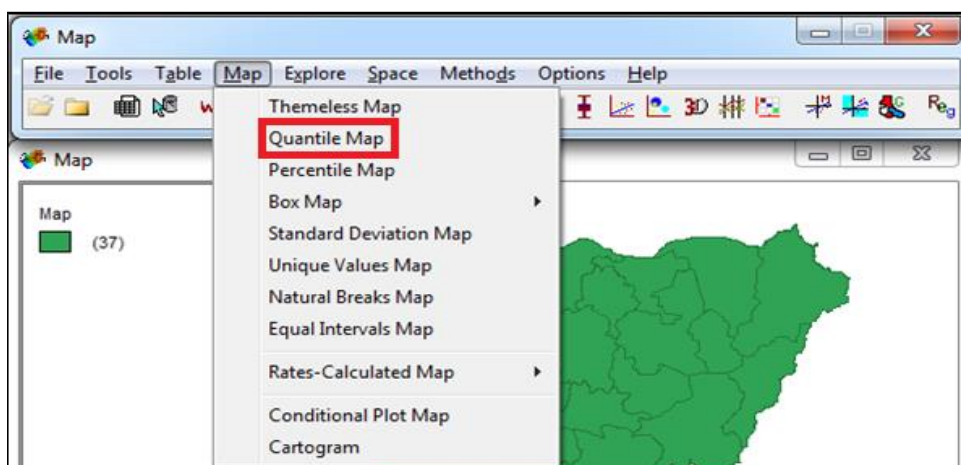 Map
File Tools Table Map Explore Space Methods Options Help
3D Reg
Themeless Map
Quantile Map
Percentile Map
Box Map
Standard Deviation Map
Unique Values Map
Natural Breaks Map
Equal Intervals Map
Rates-Calculated Map
Conditional Plot Map
Cartogram
Map
Map
(37)